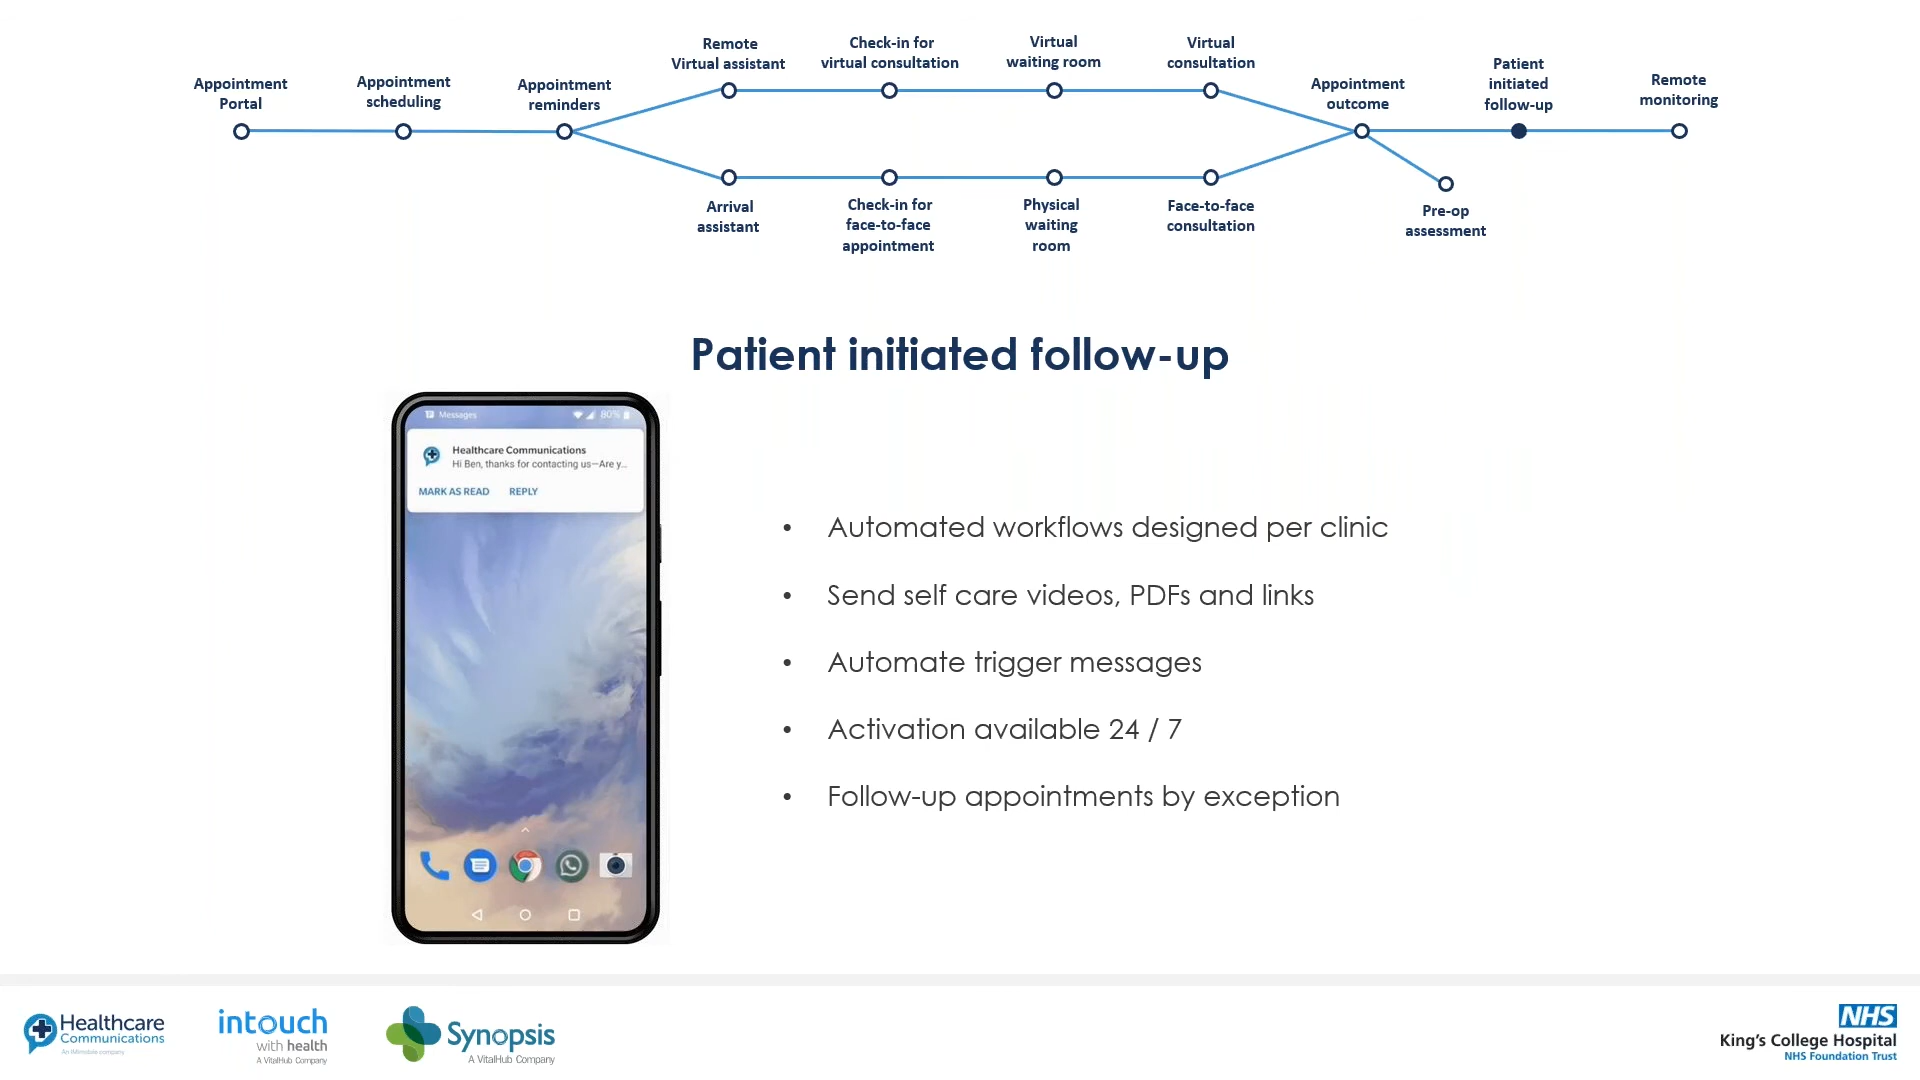 Appointment
Portal
Appointment
scheduling
Appointment
reminders
Remote
Virtual assistant
Check-in for
virtual consultation
Virtual
waiting room
Virtual
consultation
Arrival
assistant
Check-in for
face-to-face
appointment
Physical
waiting
room
Face-to-face
consultation
Appointment
outcome
Patient
initiated
follow-up
Remote
monitoring
Pre-op
assessment
Patient initiated follow-up
Messages
80%
Healthcare Communications
Hi Ben, thanks for contacting us—Are y...
MARK AS READ REPLY
• Automated workflows designed per clinic
• Send self care videos, PDFs and links
• Automate trigger messages
• Activation available 24 / 7
• Follow-up appointments by exception
Healthcare
Communications
An IMImobile company
intouch
with health
A VitalHub Company
Synopsis
A VitalHub Company
NHS
King's College Hospital
NHS Foundation Trust